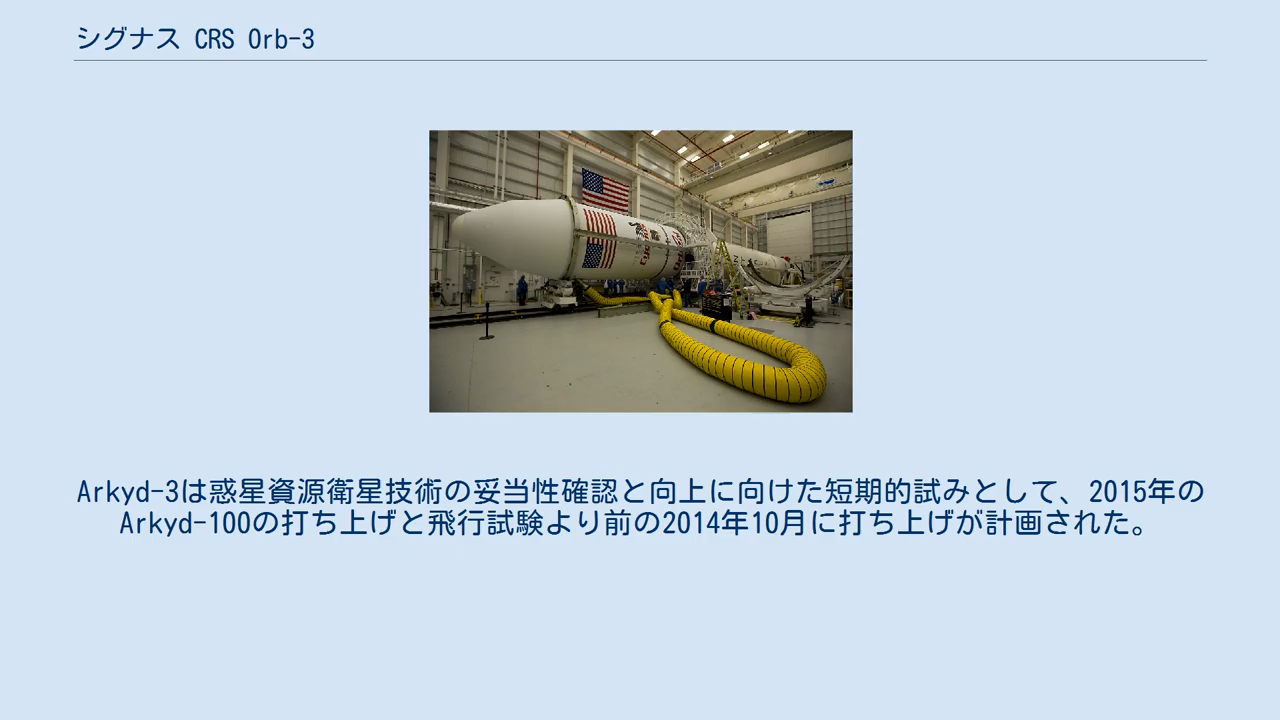 シグナス CRS Orb-3
Arkyd-3は惑星資源衛星技術の妥当性確認と向上に向けた短期的試みとして、2015年の
Arkyd-100の打ち上げと飛行試験より前の2014年10月に打ち上げが計画された。